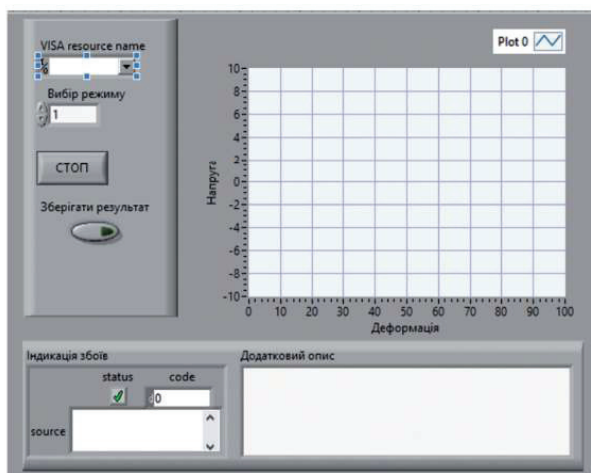 VISA resource name
Вибір режиму
1
СТОП
Зберігати результат
Plot 0
Напруга
10
8
6
4
2
0
-2
-4
-6
-8
-10
0 10 20 30 40 50 60 70 80 90 100
Деформація
Індикація збоїв
status code
d0
source
Додатковий опис